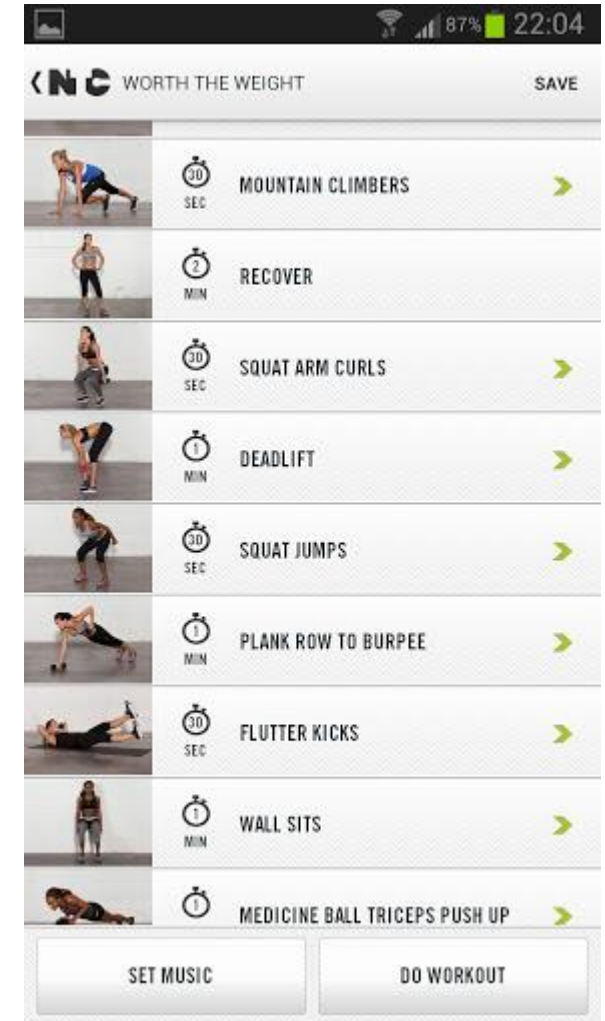 87% 22:04
N C WORTH THE WEIGHT SAVE
30 SEC MOUNTAIN CLIMBERS
2 MIN RECOVER
30 SEC SQUAT ARM CURLS
1 MIN DEADLIFT
30 SEC SQUAT JUMPS
1 MIN PLANK ROW TO BURPEE
30 SEC FLUTTER KICKS
1 MIN WALL SITS
1 MEDICINE BALL TRICEPS PUSH UP
SET MUSIC DO WORKOUT